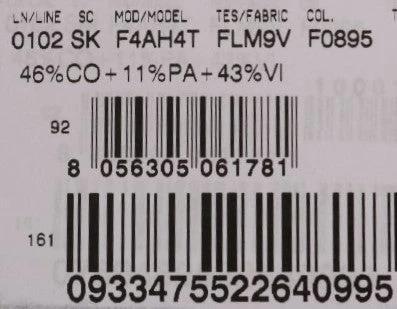 LN/LINE SC MOD/MODEL TES/FABRIC COL.
0102 SK F4AH4T FLM9V F0895
46%CO+11%PA+43%VI
92
8 056305 061781
161
0933475522640995